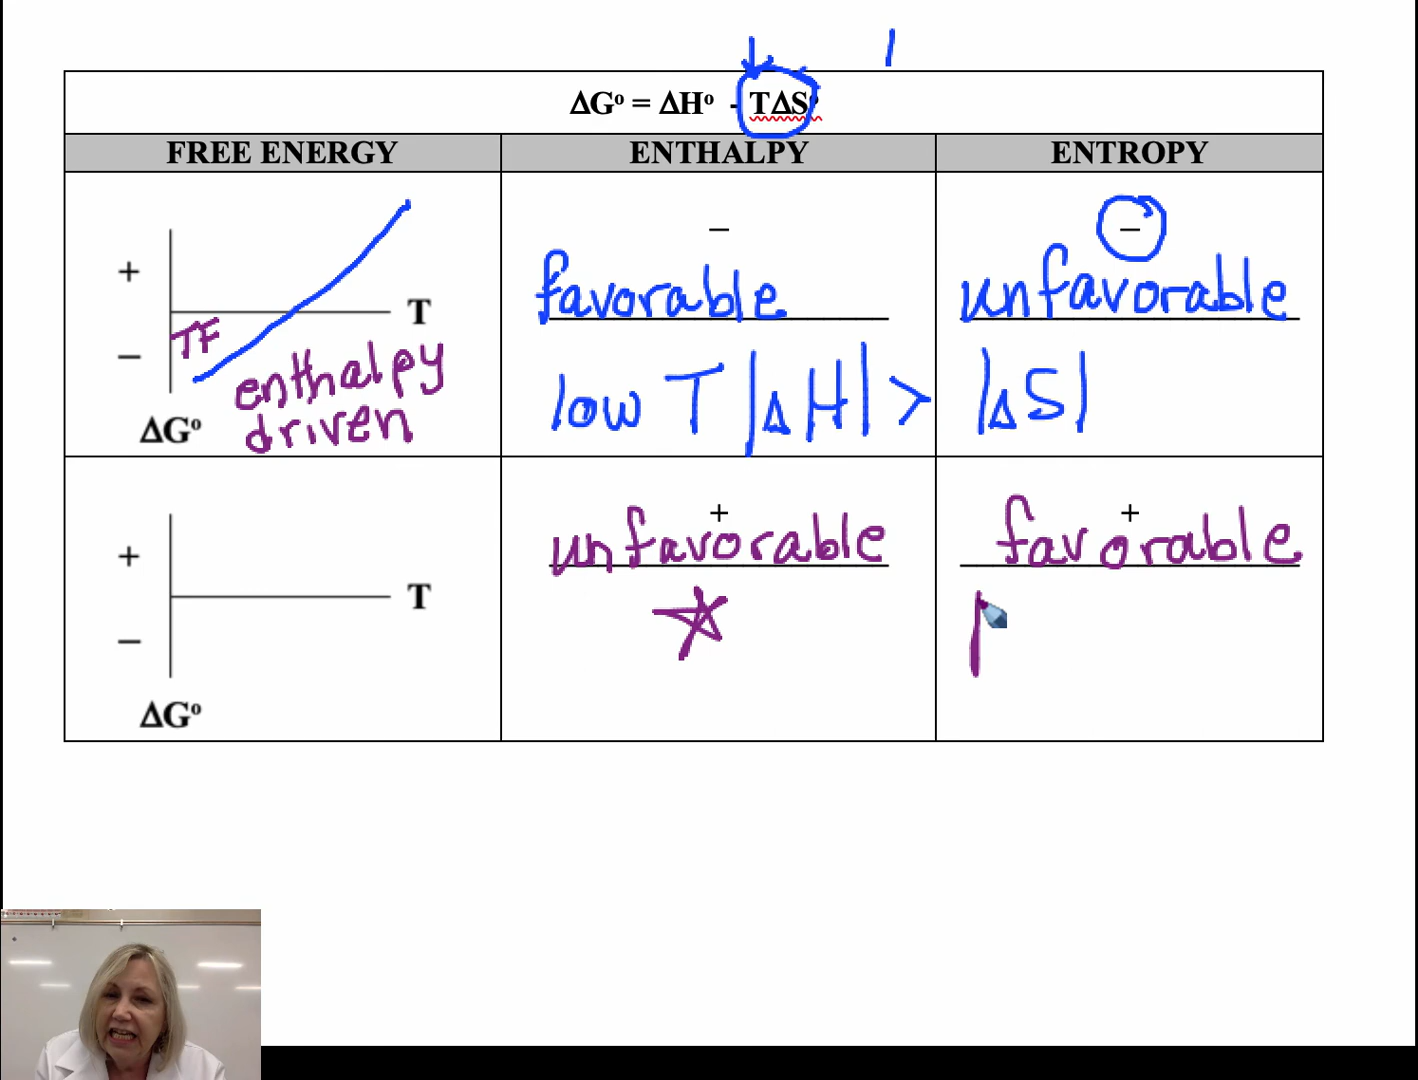 ΔG° = ΔH° - TΔS°
FREE ENERGY ENTHALPY ENTROPY
+
T
−
ΔG°
TF
enthalpy
driven
−
favorable
low T |ΔH| > |ΔS|
−
unfavorable
+
T
−
ΔG°
+
unfavorable
+
favorable